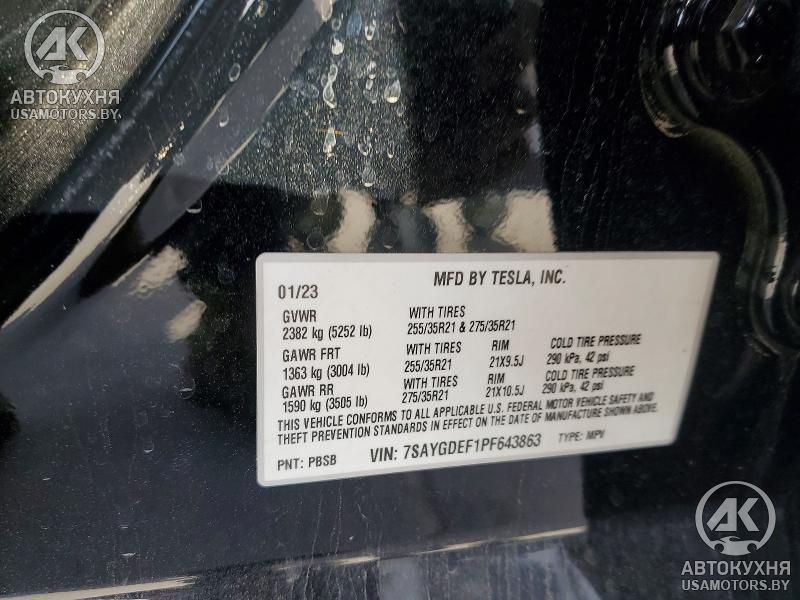 AK
АВТОКУХНЯ
USAMOTORS.BY
01/23 MFD BY TESLA, INC.
GVWR WITH TIRES
2382 kg (5252 lb) 255/35R21 & 275/35R21
GAWR FRT WITH TIRES RIM COLD TIRE PRESSURE
1363 kg (3004 lb) 255/35R21 21X9.5J 290 kPa, 42 psi
GAWR RR WITH TIRES RIM COLD TIRE PRESSURE
1590 kg (3505 lb) 275/35R21 21X10.5J 290 kPa, 42 psi
THIS VEHICLE CONFORMS TO ALL APPLICABLE U.S. FEDERAL MOTOR VEHICLE SAFETY AND
THEFT PREVENTION STANDARDS IN EFFECT ON THE DATE OF MANUFACTURE SHOWN ABOVE.
PNT: PBSB VIN: 7SAYGDEF1PF643863 TYPE: MPV
AK
АВТОКУХНЯ
USAMOTORS.BY